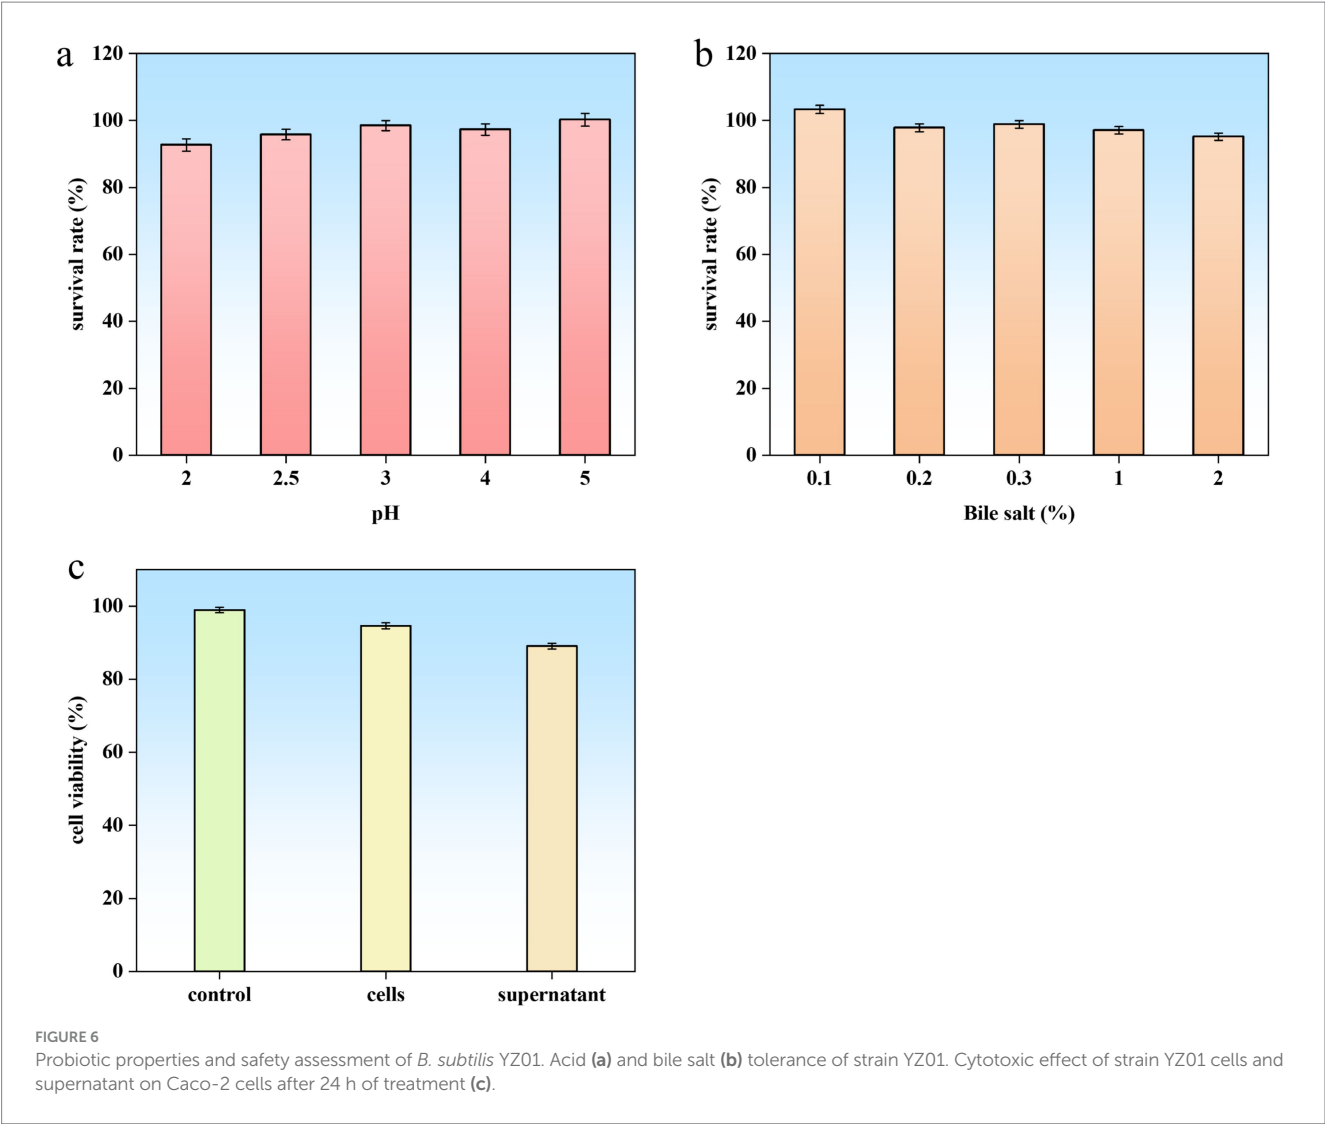 a
120
100
80
60
40
20
0
survival rate (%)
2 2.5 3 4 5
pH
b
120
100
80
60
40
20
0
survival rate (%)
0.1 0.2 0.3 1 2
Bile salt (%)
c
100
80
60
40
20
0
cell viability (%)
control cells supernatant
FIGURE 6
Probiotic properties and safety assessment of B. subtilis YZ01. Acid (a) and bile salt (b) tolerance of strain YZ01. Cytotoxic effect of strain YZ01 cells and
supernatant on Caco-2 cells after 24 h of treatment (c).